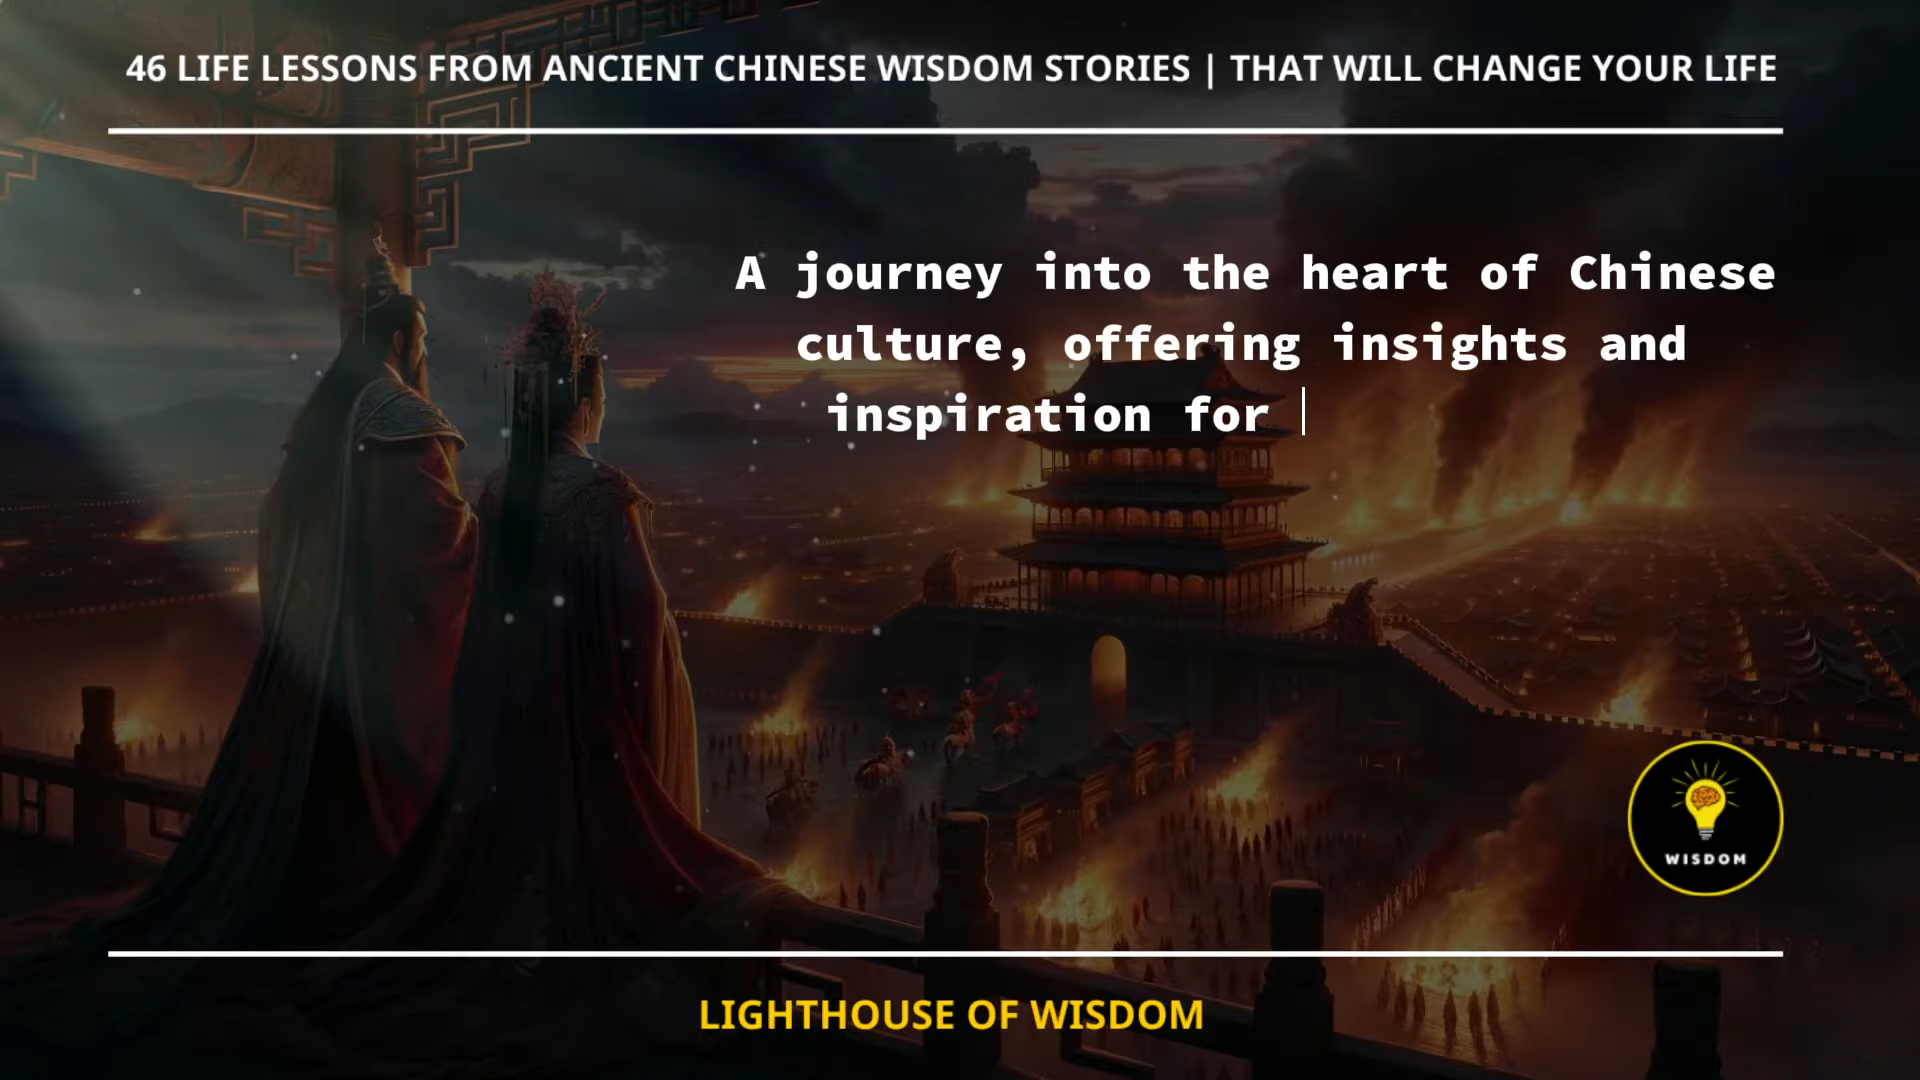 46 LIFE LESSONS FROM ANCIENT CHINESE WISDOM STORIES | THAT WILL CHANGE YOUR LIFE
A journey into the heart of Chinese
culture, offering insights and
inspiration for
WISDOM
LIGHTHOUSE OF WISDOM